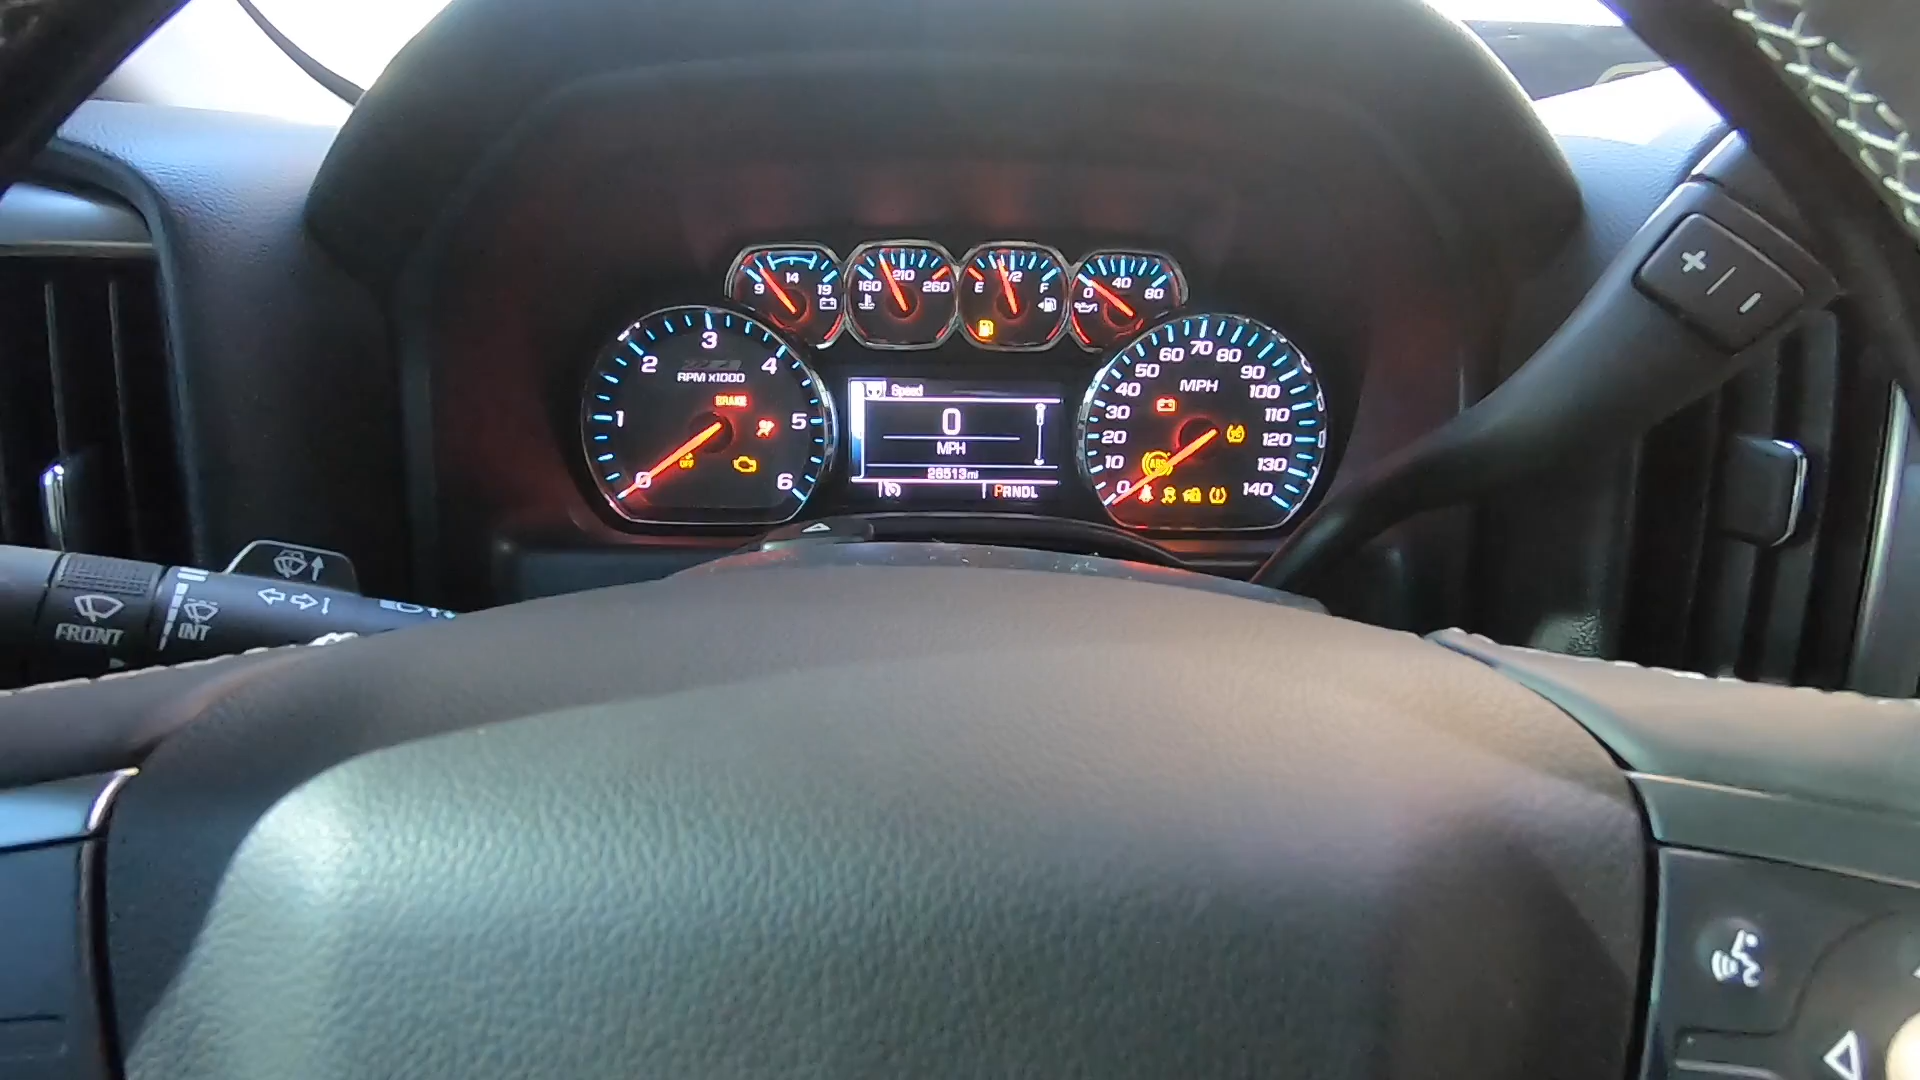 9 14 19
160 210 260
E 1/2 F
0 40 80
0 1 2 3 4 5 6
RPM x1000
BRAKE
OFF
Speed
0
MPH
26513mi
PRNDL
0 10 20 30 40 50 60 70 80 90 100 110 120 130 140
MPH
ABS
FRONT
INT